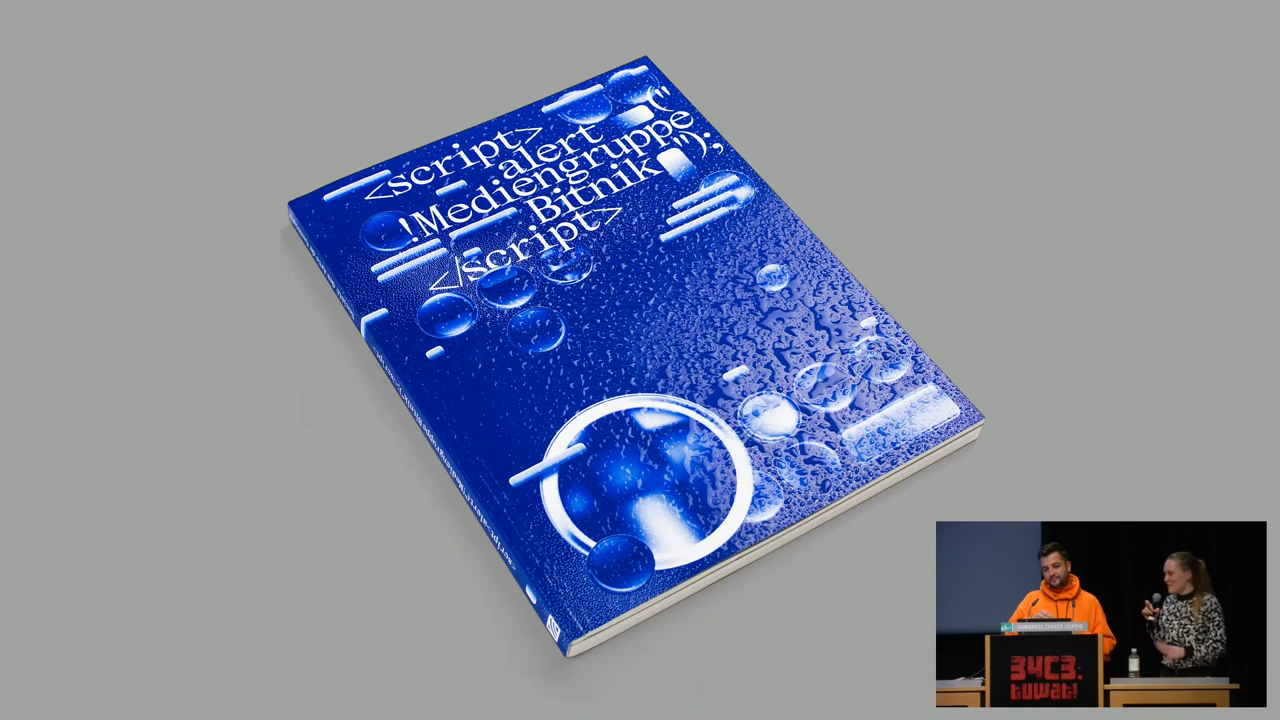 <script>
alert ("
!Mediengruppe
Bitnik ");
</script>
CONGRESS CENTER LEIPZIG
34C3.
tuwat!